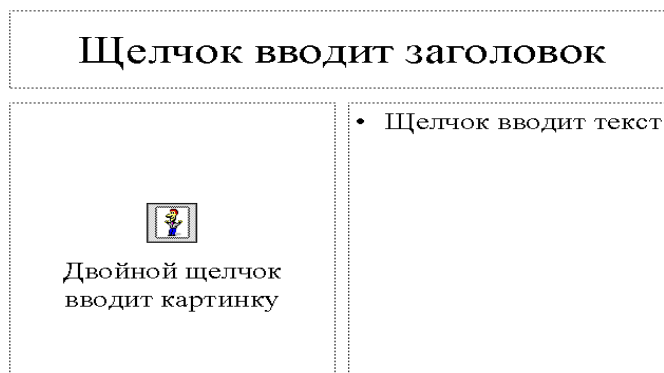 Щелчок вводит заголовок
Двойной щелчок
вводит картинку
• Щелчок вводит текст